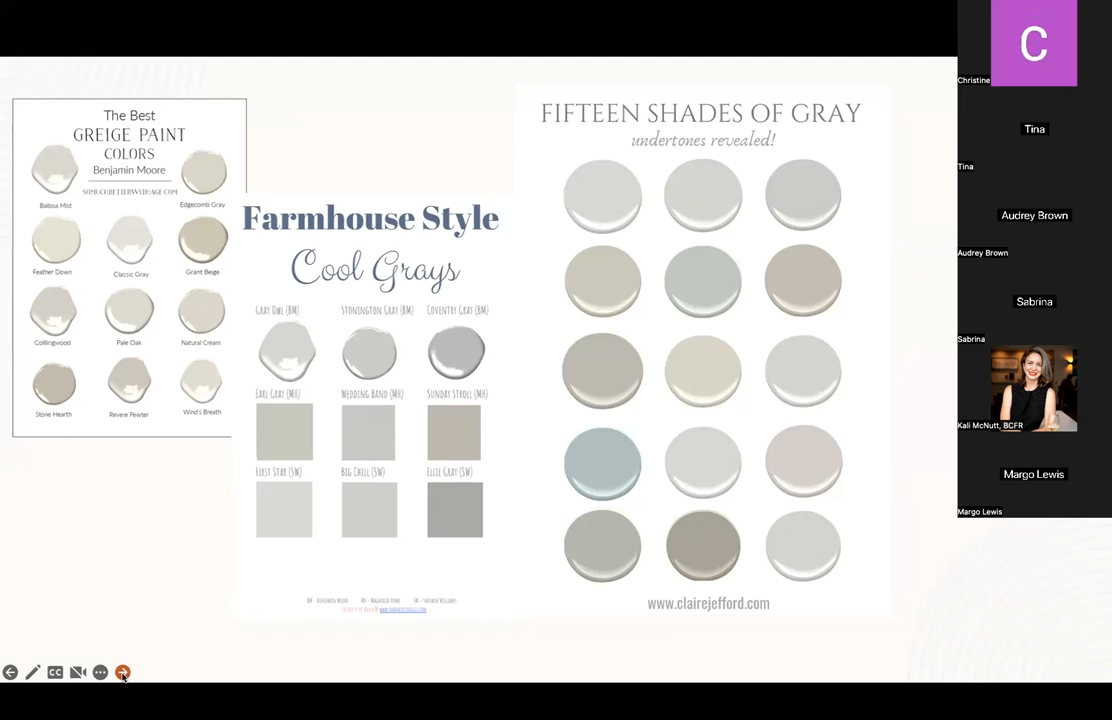 The Best
GREIGE PAINT
COLORS
Benjamin Moore
SOMUCHBETTERWITHAGE.COM
Balboa Mist
Edgecomb Gray
Feather Down
Classic Gray
Grant Beige
Collingwood
Pale Oak
Natural Cream
Stone Hearth
Revere Pewter
Wind's Breath
Farmhouse Style
Cool Grays
GRAY OWL (BM)
STONINGTON GRAY (BM)
COVENTRY GRAY (BM)
EARL GRAY (MH)
WEDDING BAND (MH)
SUNDAY STROLL (MH)
FIRST STAR (SW)
BIG CHILL (SW)
ELLIE GRAY (SW)
FIFTEEN SHADES OF GRAY
undertones revealed!
www.clairejefford.com
CC
C
Christine
Tina
Tina
Audrey Brown
Audrey Brown
Sabrina
Sabrina
Kali McNutt, BCFR
Margo Lewis
Margo Lewis